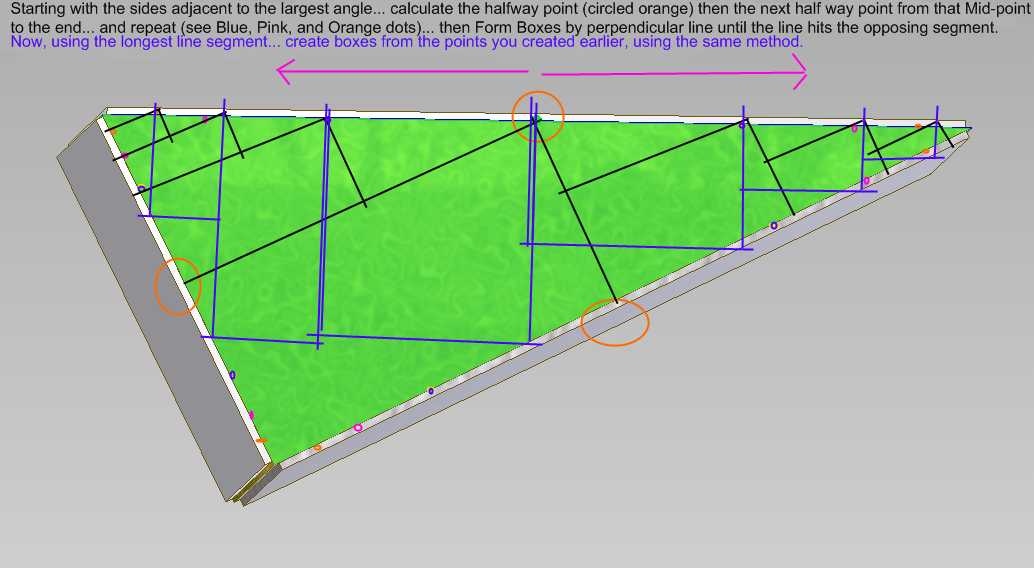 Starting with the sides adjacent to the largest angle... calculate the halfway point (circled orange) then the next half way point from that Mid-point
to the end... and repeat (see Blue, Pink, and Orange dots)... then Form Boxes by perpendicular line until the line hits the opposing segment.
Now, using the longest line segment... create boxes from the points you created earlier, using the same method.